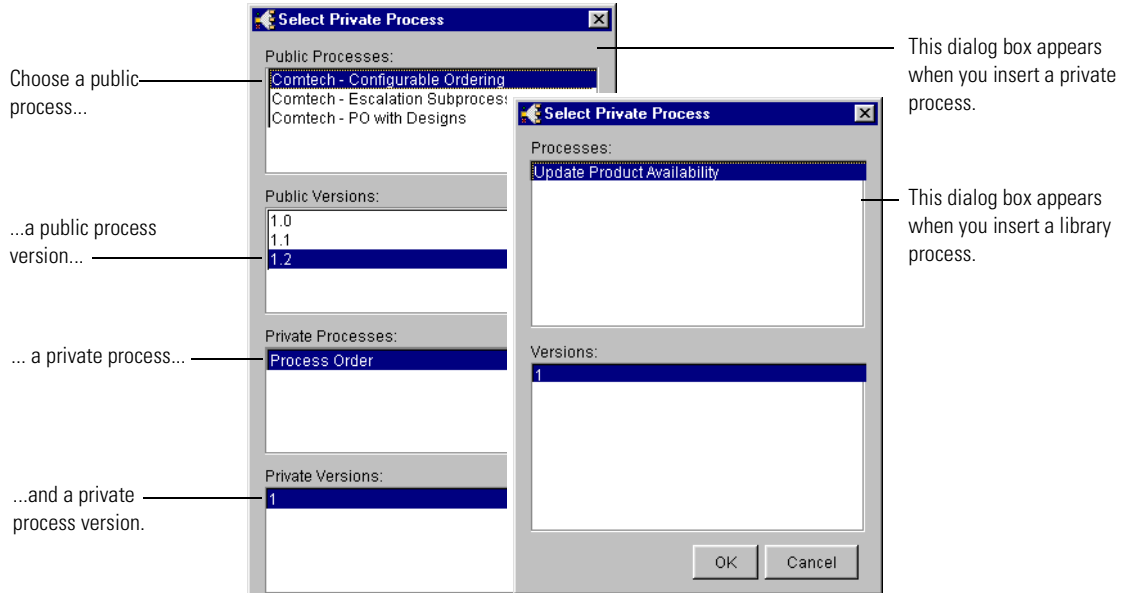 Select Private Process
Public Processes:
Comtech - Configurable Ordering
Comtech - Escalation Subprocess
Comtech - PO with Designs
Public Versions:
1.0
1.1
1.2
Private Processes:
Process Order
Private Versions:
1
Select Private Process
Processes:
Update Product Availability
Versions:
1
OK
Cancel
Choose a public
process...
...a public process
version...
... a private process...
...and a private
process version.
This dialog box appears
when you insert a private
process.
This dialog box appears
when you insert a library
process.